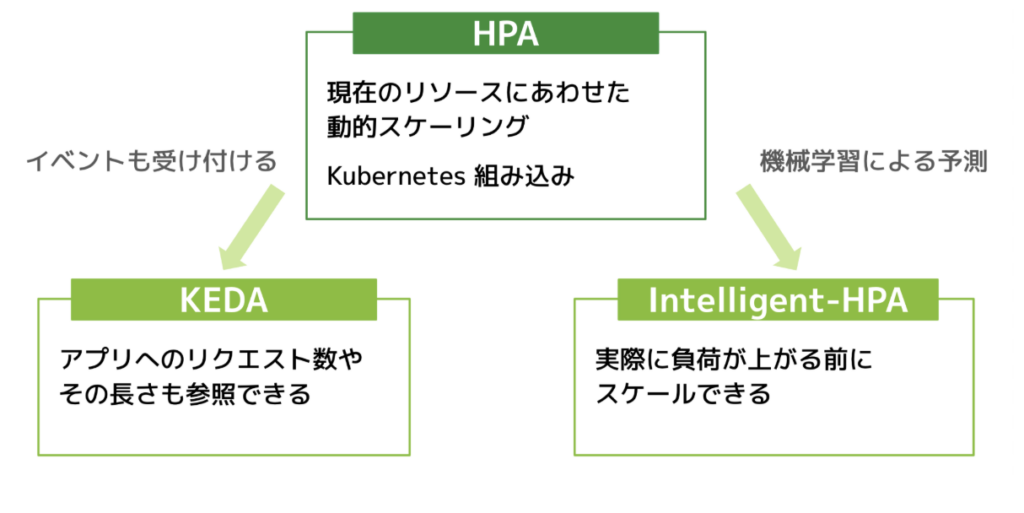 HPA
現在のリソースにあわせた
動的スケーリング
Kubernetes 組み込み
イベントも受け付ける
機械学習による予測
KEDA
アプリへのリクエスト数や
その長さも参照できる
Intelligent-HPA
実際に負荷が上がる前に
スケールできる